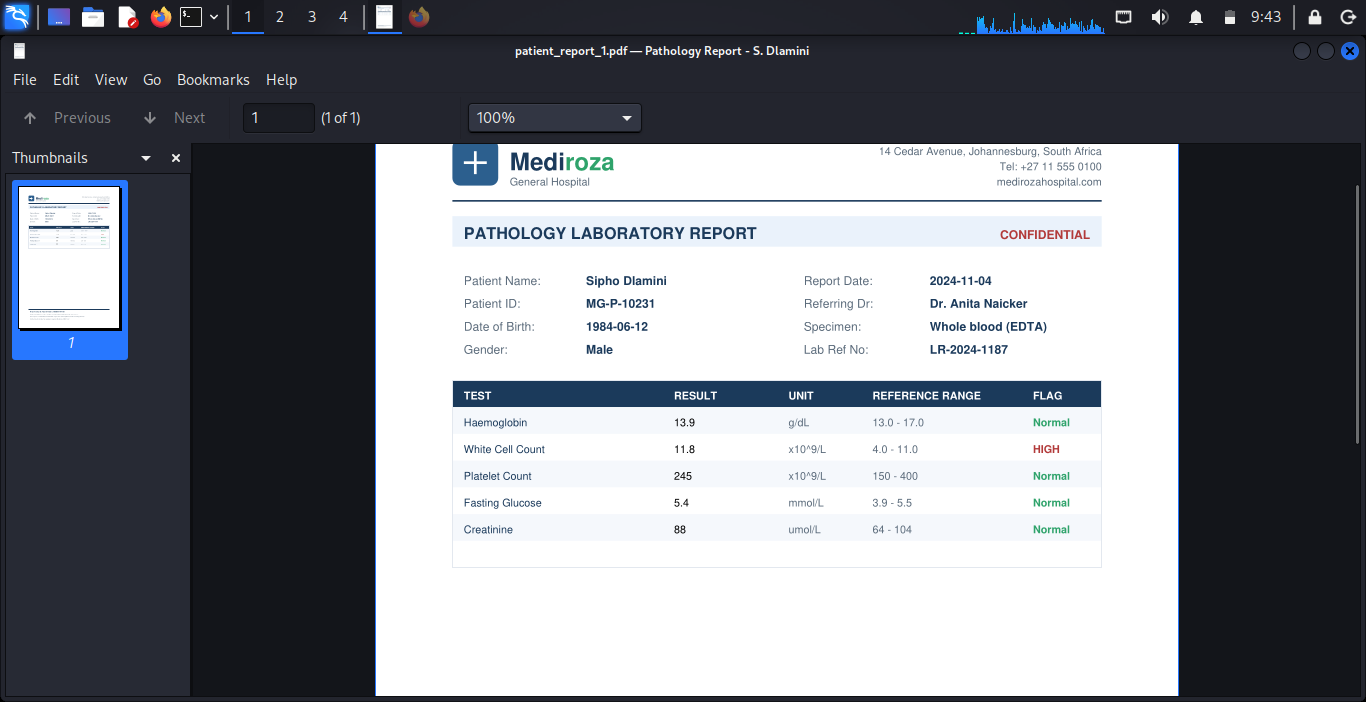 1 2 3 4 9:43
patient_report_1.pdf — Pathology Report - S. Dlamini
File Edit View Go Bookmarks Help
Previous Next 1 (1 of 1) 100%
Thumbnails
1
Mediroza
General Hospital
14 Cedar Avenue, Johannesburg, South Africa
Tel: +27 11 555 0100
medirozahospital.com
PATHOLOGY LABORATORY REPORT CONFIDENTIAL
Patient Name: Sipho Dlamini Report Date: 2024-11-04
Patient ID: MG-P-10231 Referring Dr: Dr. Anita Naicker
Date of Birth: 1984-06-12 Specimen: Whole blood (EDTA)
Gender: Male Lab Ref No: LR-2024-1187
TEST RESULT UNIT REFERENCE RANGE FLAG
Haemoglobin 13.9 g/dL 13.0 - 17.0 Normal
White Cell Count 11.8 x10^9/L 4.0 - 11.0 HIGH
Platelet Count 245 x10^9/L 150 - 400 Normal
Fasting Glucose 5.4 mmol/L 3.9 - 5.5 Normal
Creatinine 88 umol/L 64 - 104 Normal